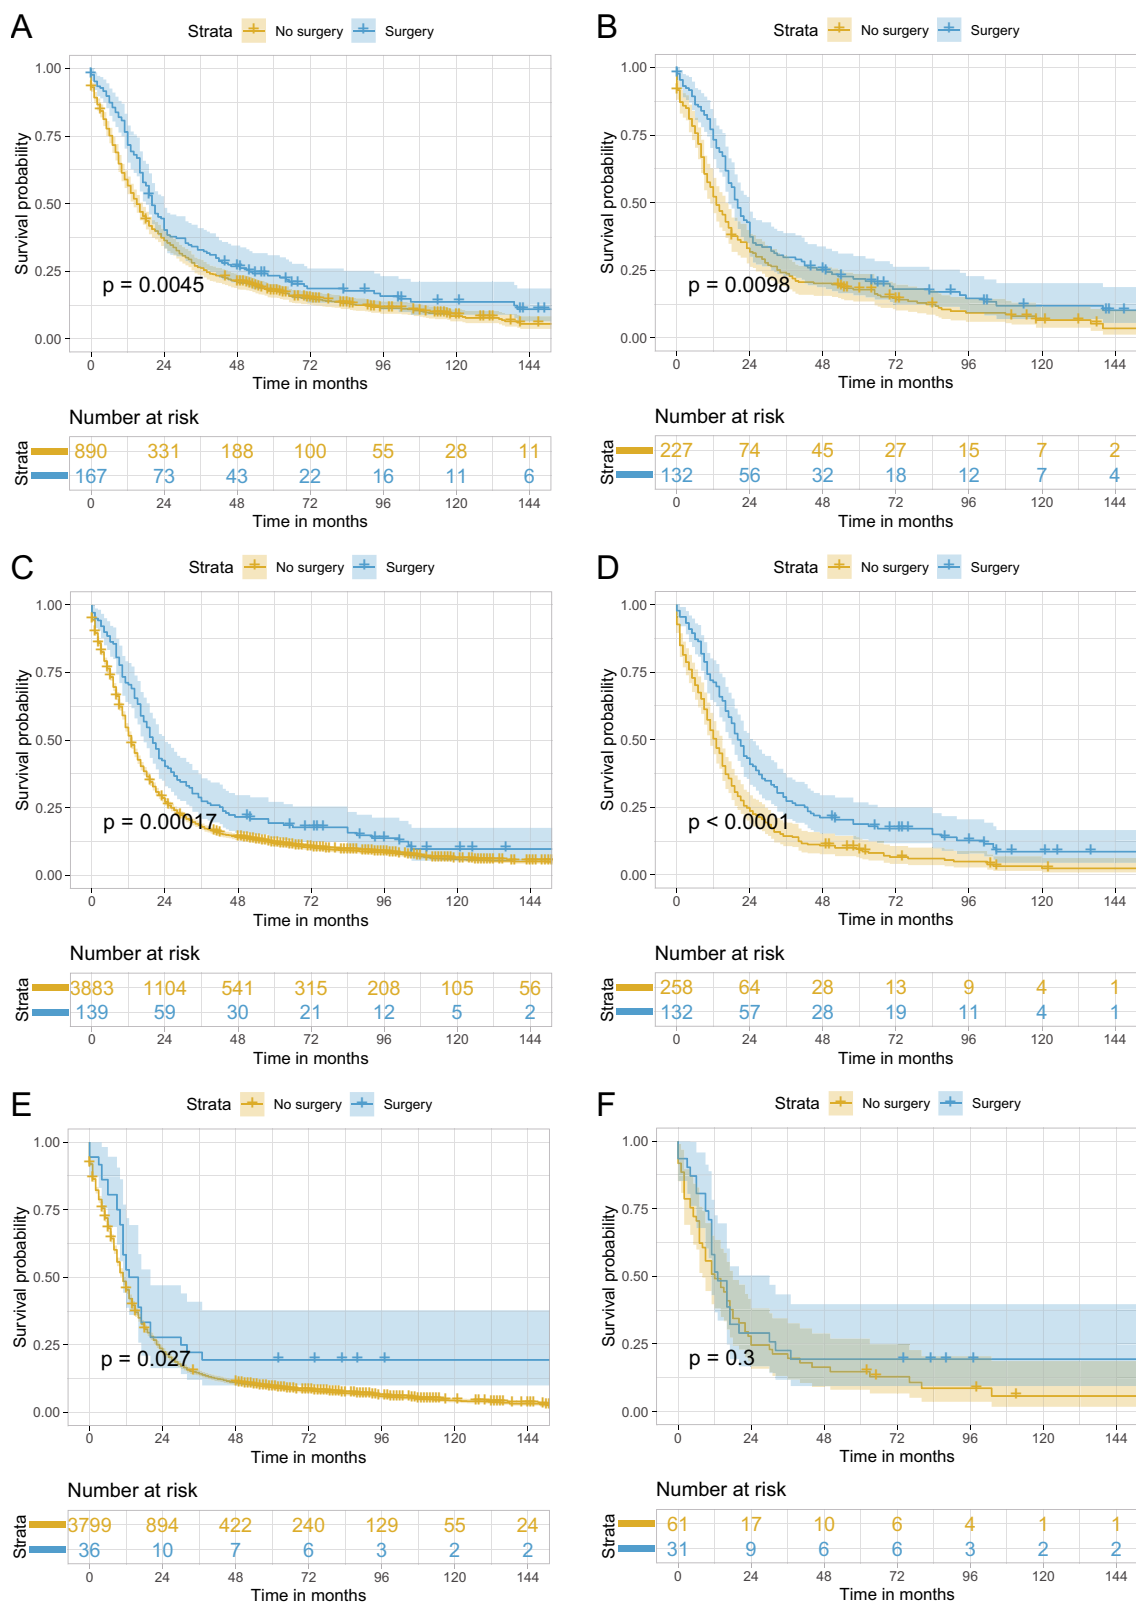 A
Strata No surgery Surgery
1.00
0.75
0.50
0.25
0.00
Survival probability
p = 0.0045
0 24 48 72 96 120 144
Time in months
Number at risk
Strata
890 331 188 100 55 28 11
167 73 43 22 16 11 6
0 24 48 72 96 120 144
Time in months
B
Strata No surgery Surgery
1.00
0.75
0.50
0.25
0.00
Survival probability
p = 0.0098
0 24 48 72 96 120 144
Time in months
Number at risk
Strata
227 74 45 27 15 7 2
132 56 32 18 12 7 4
0 24 48 72 96 120 144
Time in months
C
Strata No surgery Surgery
1.00
0.75
0.50
0.25
0.00
Survival probability
p = 0.00017
0 24 48 72 96 120 144
Time in months
Number at risk
Strata
3883 1104 541 315 208 105 56
139 59 30 21 12 5 2
0 24 48 72 96 120 144
Time in months
D
Strata No surgery Surgery
1.00
0.75
0.50
0.25
0.00
Survival probability
p < 0.0001
0 24 48 72 96 120 144
Time in months
Number at risk
Strata
258 64 28 13 9 4 1
132 57 28 19 11 4 1
0 24 48 72 96 120 144
Time in months
E
Strata No surgery Surgery
1.00
0.75
0.50
0.25
0.00
Survival probability
p = 0.027
0 24 48 72 96 120 144
Time in months
Number at risk
Strata
3799 894 422 240 129 55 24
36 10 7 6 3 2 2
0 24 48 72 96 120 144
Time in months
F
Strata No surgery Surgery
1.00
0.75
0.50
0.25
0.00
Survival probability
p = 0.3
0 24 48 72 96 120 144
Time in months
Number at risk
Strata
61 17 10 6 4 1 1
31 9 6 6 3 2 2
0 24 48 72 96 120 144
Time in months